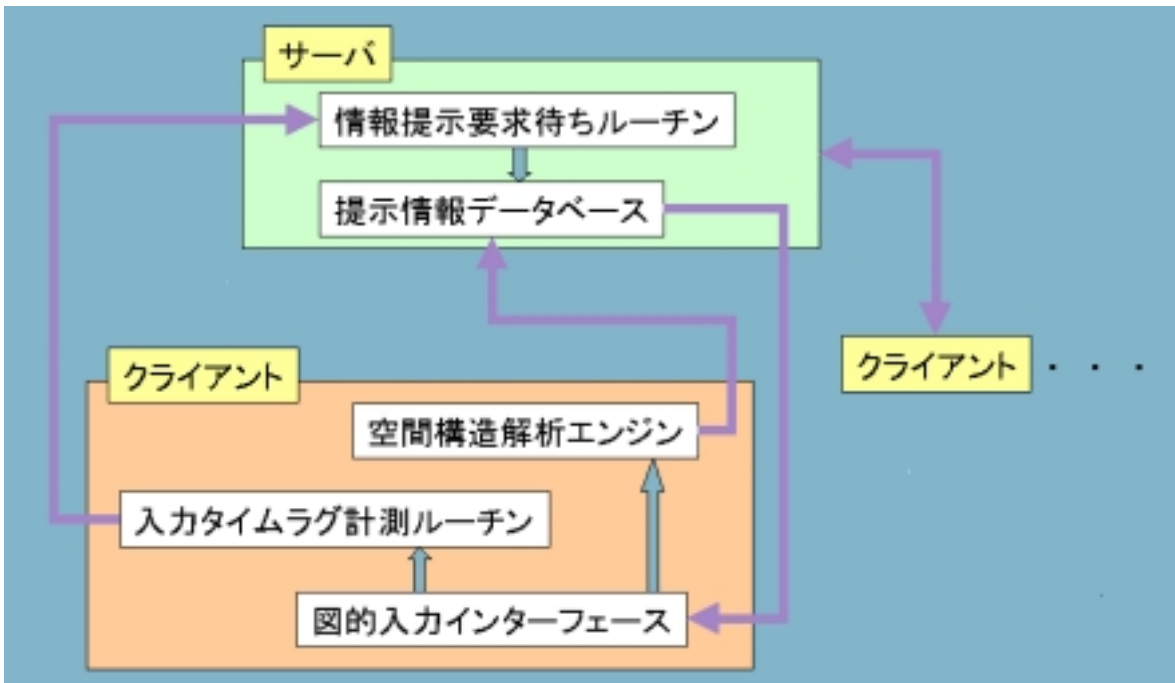 サーバ
情報提示要求待ちルーチン
提示情報データベース
クライアント
空間構造解析エンジン
入力タイムラグ計測ルーチン
図的入力インターフェース
クライアント・・・